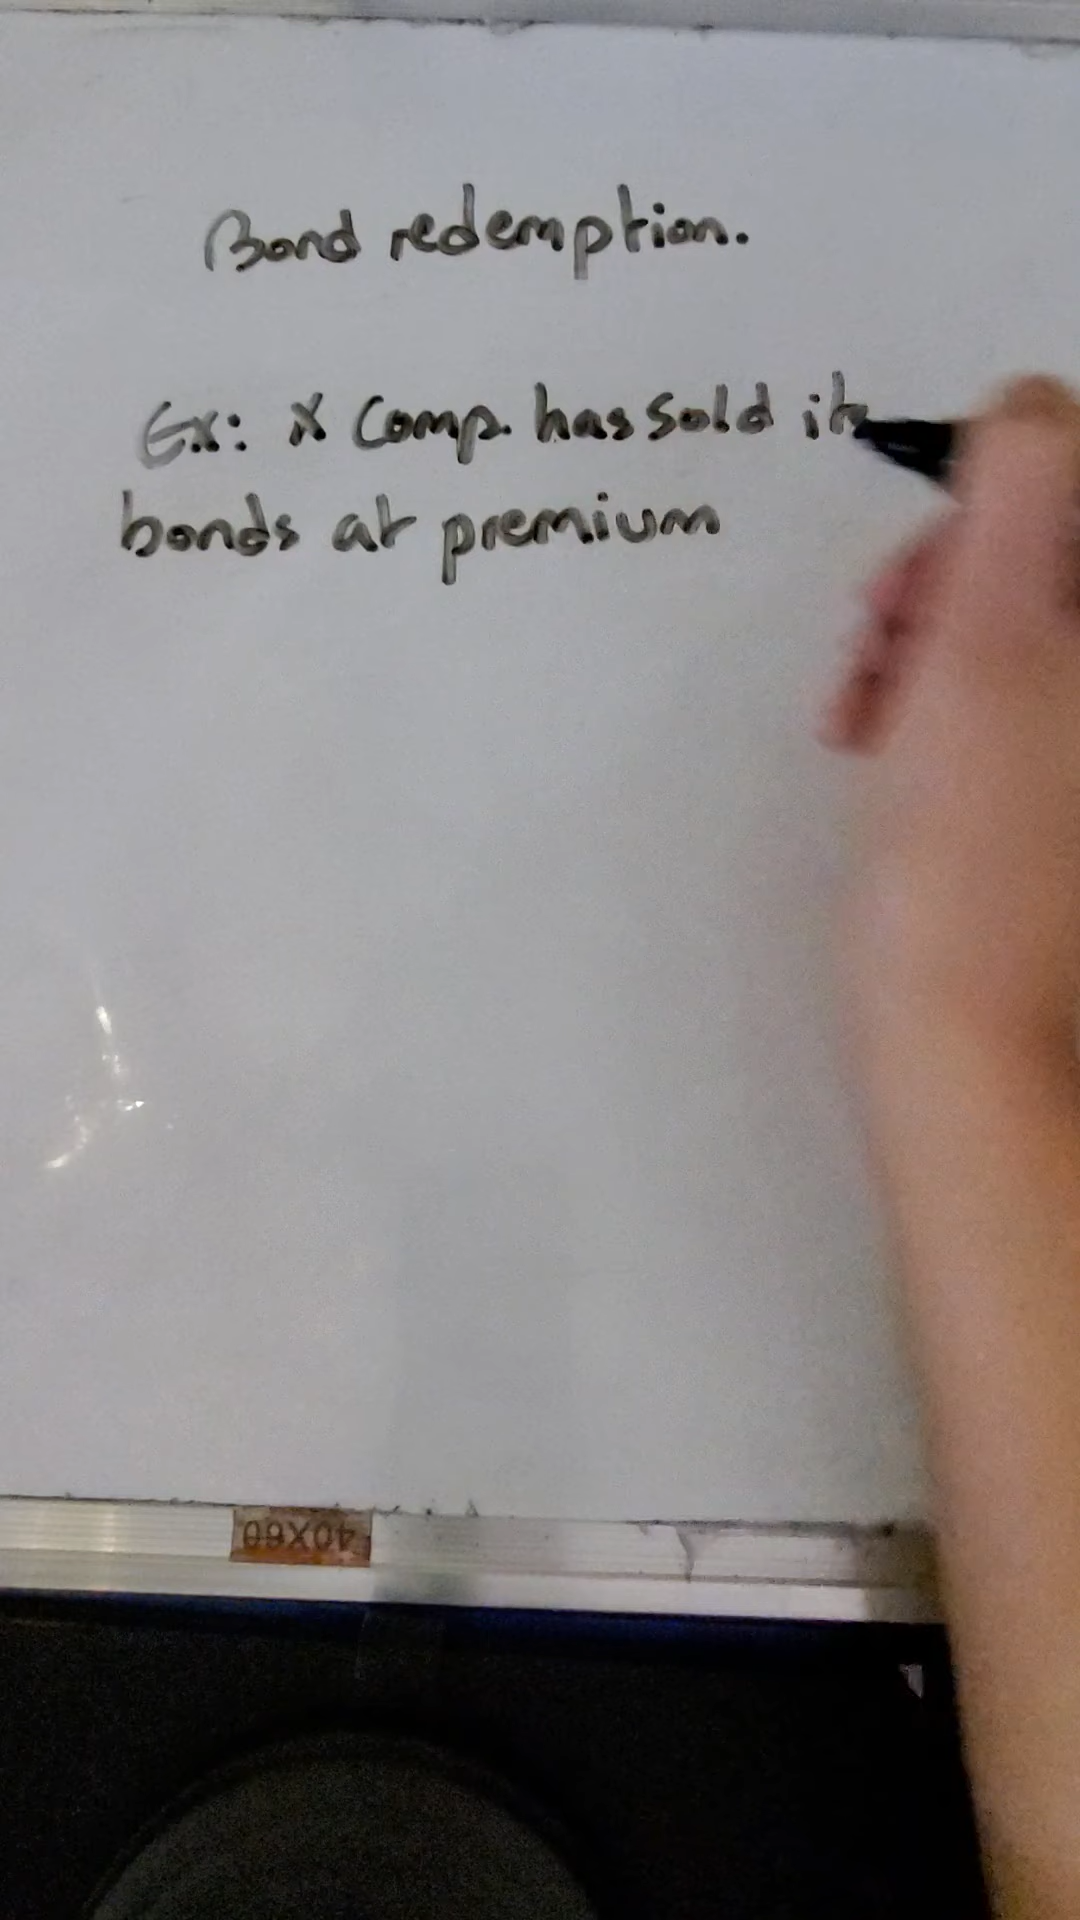 Bond redemption.
Ex: X Comp. has sold its
bonds at premium
40X60